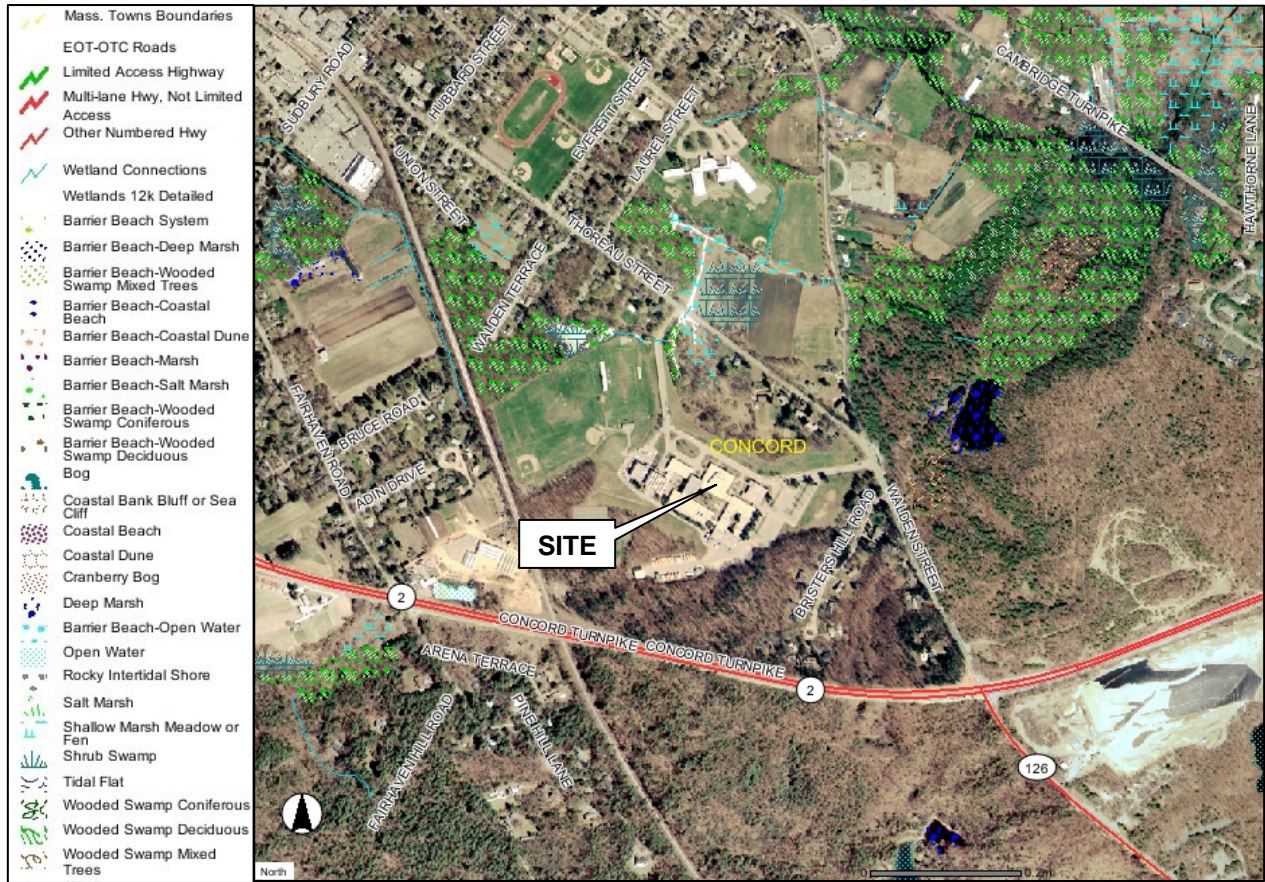 Mass. Towns Boundaries
EOT-OTC Roads
Limited Access Highway
Multi-lane Hwy, Not Limited
Access
Other Numbered Hwy
Wetland Connections
Wetlands 12k Detailed
Barrier Beach System
Barrier Beach-Deep Marsh
Barrier Beach-Wooded
Swamp Mixed Trees
Barrier Beach-Coastal
Beach
Barrier Beach-Coastal Dune
Barrier Beach-Marsh
Barrier Beach-Salt Marsh
Barrier Beach-Wooded
Swamp Coniferous
Barrier Beach-Wooded
Swamp Deciduous
Bog
Coastal Bank Bluff or Sea
Cliff
Coastal Beach
Coastal Dune
Cranberry Bog
Deep Marsh
Barrier Beach-Open Water
Open Water
Rocky Intertidal Shore
Salt Marsh
Shallow Marsh Meadow or
Fen
Shrub Swamp
Tidal Flat
Wooded Swamp Coniferous
Wooded Swamp Deciduous
Wooded Swamp Mixed
Trees
SUDBURY ROAD
HUBBARD STREET
EVERETT STREET
LAUREL STREET
CAMBRIDGE TURNPIKE
HAWTHORNE LANE
UNION STREET
THOREAU STREET
WALDEN TERRACE
FAIRHAVEN ROAD
BRUCE ROAD
ADIN DRIVE
CONCORD
SITE
WALDEN STREET
BRISTERS HILL ROAD
2
CONCORD TURNPIKE CONCORD TURNPIKE
2
ARENA TERRACE
FAIRHAVEN HILL ROAD
PINE HILL LANE
126
North
0 0.2mi